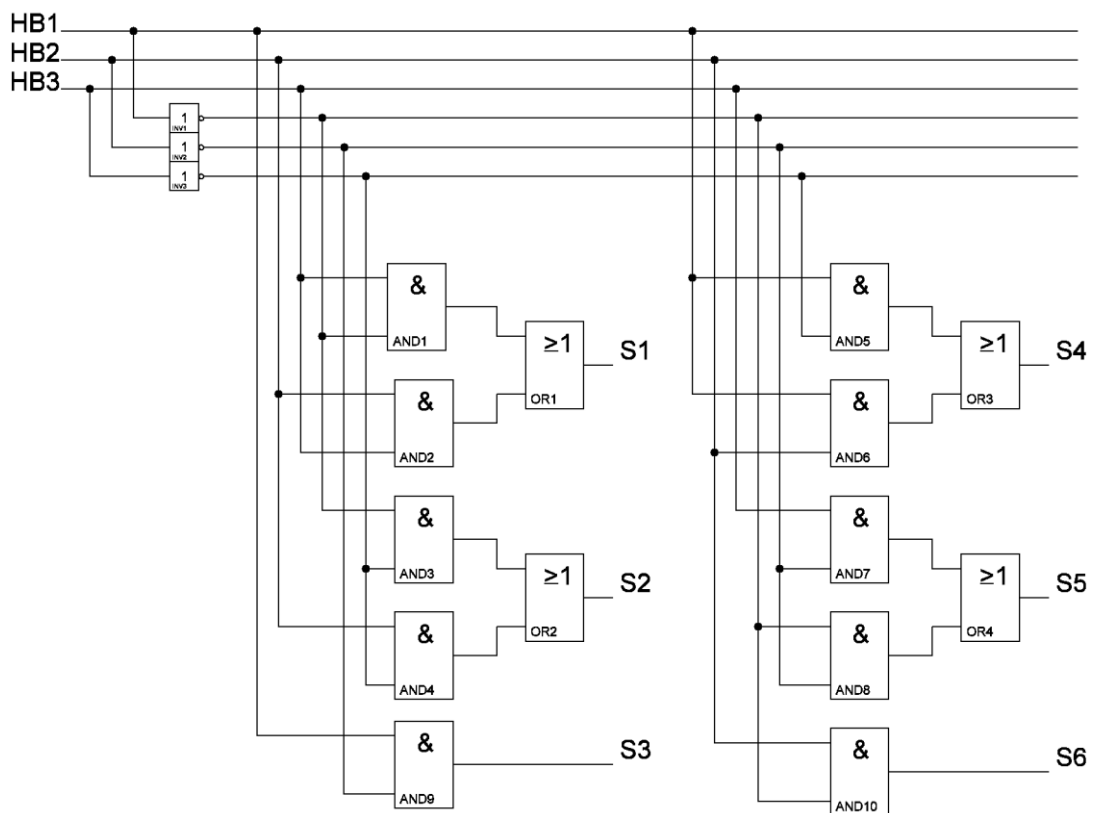 HB1
HB2
HB3
1
INV1
1
INV2
1
INV3
&
AND1
≥1
OR1
S1
&
AND2
&
AND3
≥1
OR2
S2
&
AND4
&
AND9
S3
&
AND5
≥1
OR3
S4
&
AND6
&
AND7
≥1
OR4
S5
&
AND8
&
AND10
S6